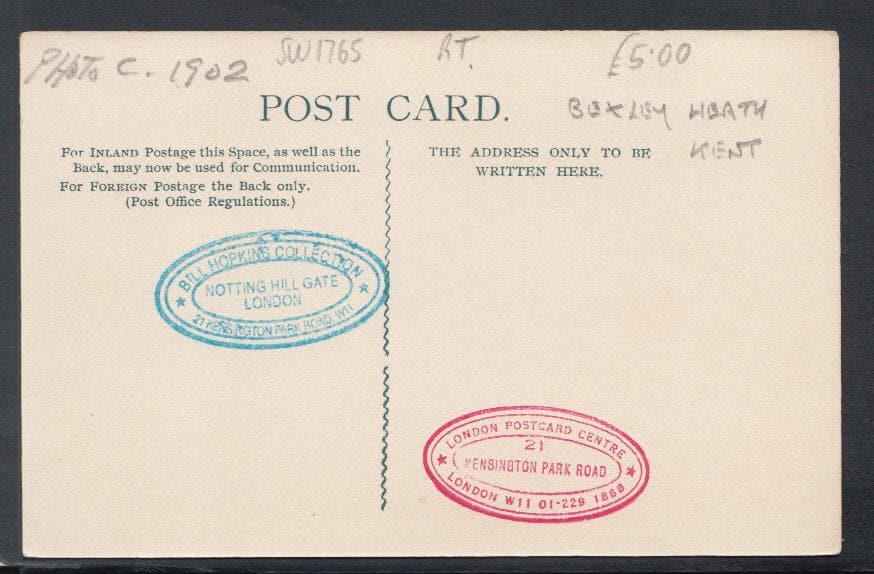 PHOTO C. 1902
SW1765
RT.
£5.00
POST CARD.
BEXLEY HEATH
KENT
For INLAND Postage this Space, as well as the
Back, may now be used for Communication.
For FOREIGN Postage the Back only.
(Post Office Regulations.)
THE ADDRESS ONLY TO BE
WRITTEN HERE.
★ BILL HOPKINS COLLECTION ★
NOTTING HILL GATE
LONDON
21 KENSINGTON PARK ROAD, W11
★ LONDON POSTCARD CENTRE ★
21
KENSINGTON PARK ROAD
LONDON W11 01-229 1888